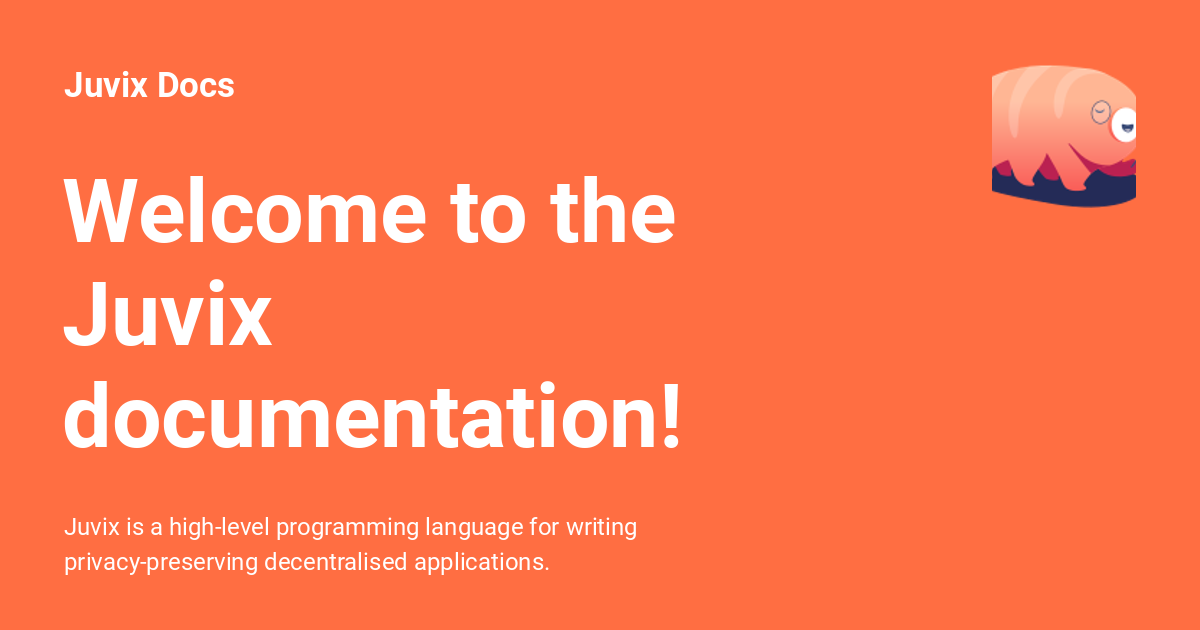 Juvix Docs
Welcome to the
Juvix
documentation!
Juvix is a high-level programming language for writing
privacy-preserving decentralised applications.